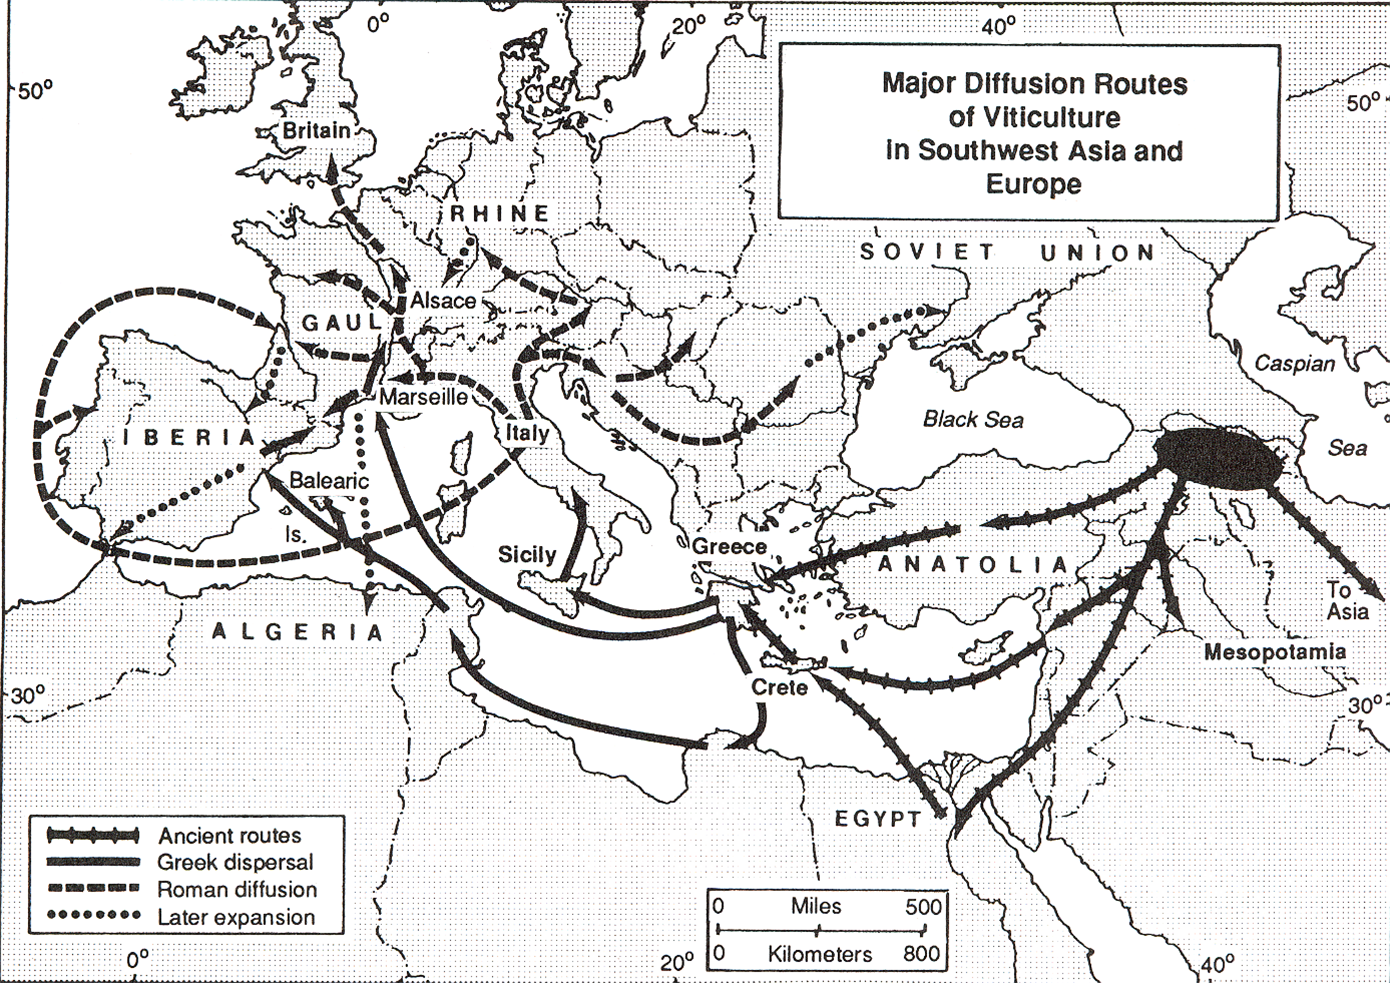 0°
20°
40°
50°
50°
Major Diffusion Routes
of Viticulture
in Southwest Asia and
Europe
Britain
RHINE
SOVIET UNION
Alsace
GAUL
Caspian
Sea
Marseille
Black Sea
IBERIA
Italy
Balearic
Is.
Sicily
Greece
ANATOLIA
To
Asia
ALGERIA
Mesopotamia
Crete
30°
30°
EGYPT
Ancient routes
Greek dispersal
Roman diffusion
Later expansion
0 Miles 500
0 Kilometers 800
0°
20°
40°